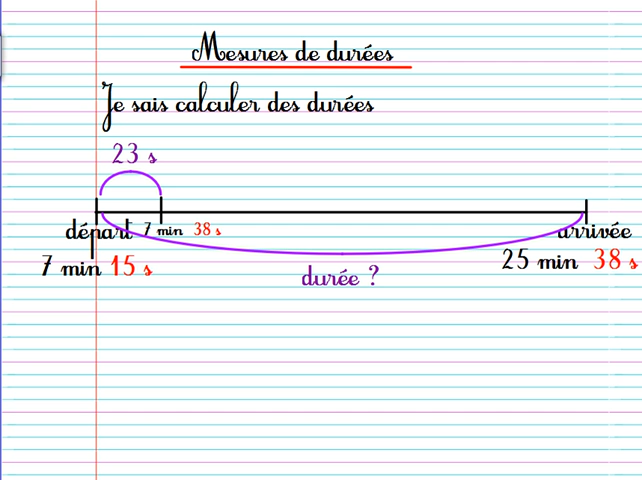 Mesures de durées
Je sais calculer des durées
23 s
départ 7 min 38 s arrivée
7 min 15 s 25 min 38 s
durée ?